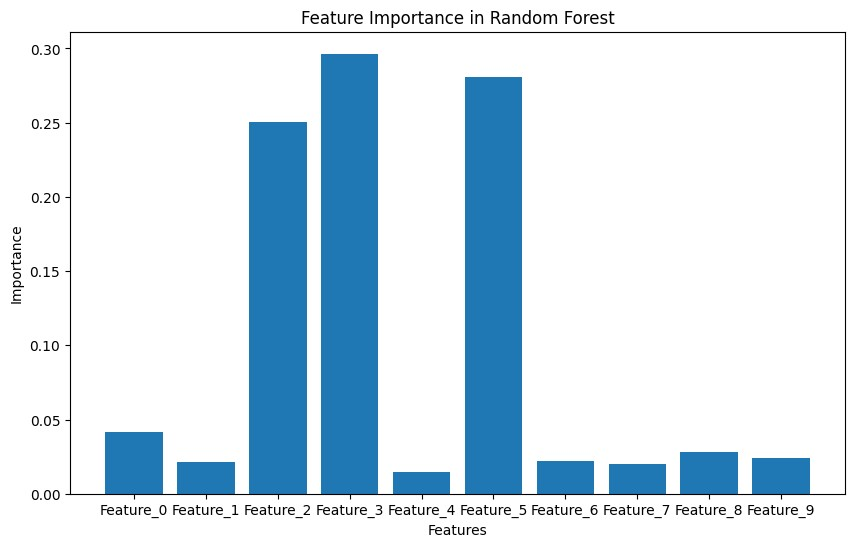 Feature Importance in Random Forest
0.30
0.25
0.20
0.15
0.10
0.05
0.00
Importance
Feature_0 Feature_1 Feature_2 Feature_3 Feature_4 Feature_5 Feature_6 Feature_7 Feature_8 Feature_9
Features